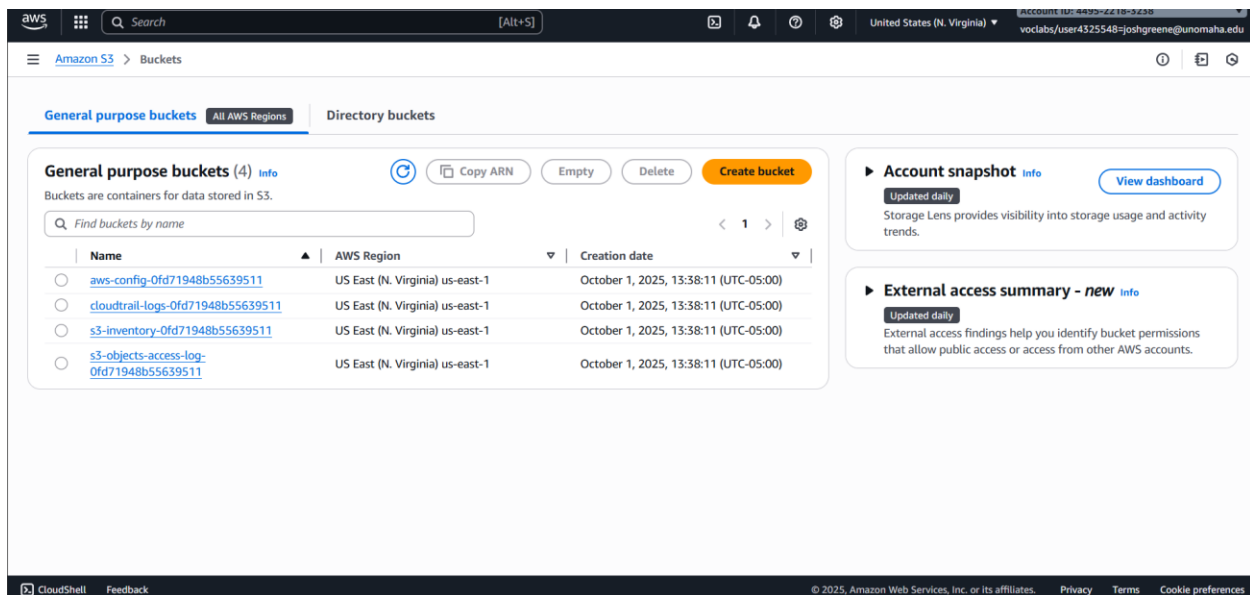 aws
Search [Alt+S]
United States (N. Virginia) ▼
Account ID: 4495-2218-3238
voclabs/user4325548=joshgreene@unomaha.edu
Amazon S3 > Buckets
General purpose buckets All AWS Regions
Directory buckets
General purpose buckets (4) Info
Copy ARN
Empty
Delete
Create bucket
Buckets are containers for data stored in S3.
Find buckets by name
< 1 >
Name AWS Region Creation date
aws-config-0fd71948b55639511 US East (N. Virginia) us-east-1 October 1, 2025, 13:38:11 (UTC-05:00)
cloudtrail-logs-0fd71948b55639511 US East (N. Virginia) us-east-1 October 1, 2025, 13:38:11 (UTC-05:00)
s3-inventory-0fd71948b55639511 US East (N. Virginia) us-east-1 October 1, 2025, 13:38:11 (UTC-05:00)
s3-objects-access-log-
0fd71948b55639511 US East (N. Virginia) us-east-1 October 1, 2025, 13:38:11 (UTC-05:00)
Account snapshot Info
View dashboard
Updated daily
Storage Lens provides visibility into storage usage and activity
trends.
External access summary - new Info
Updated daily
External access findings help you identify bucket permissions
that allow public access or access from other AWS accounts.
CloudShell Feedback
© 2025, Amazon Web Services, Inc. or its affiliates. Privacy Terms Cookie preferences